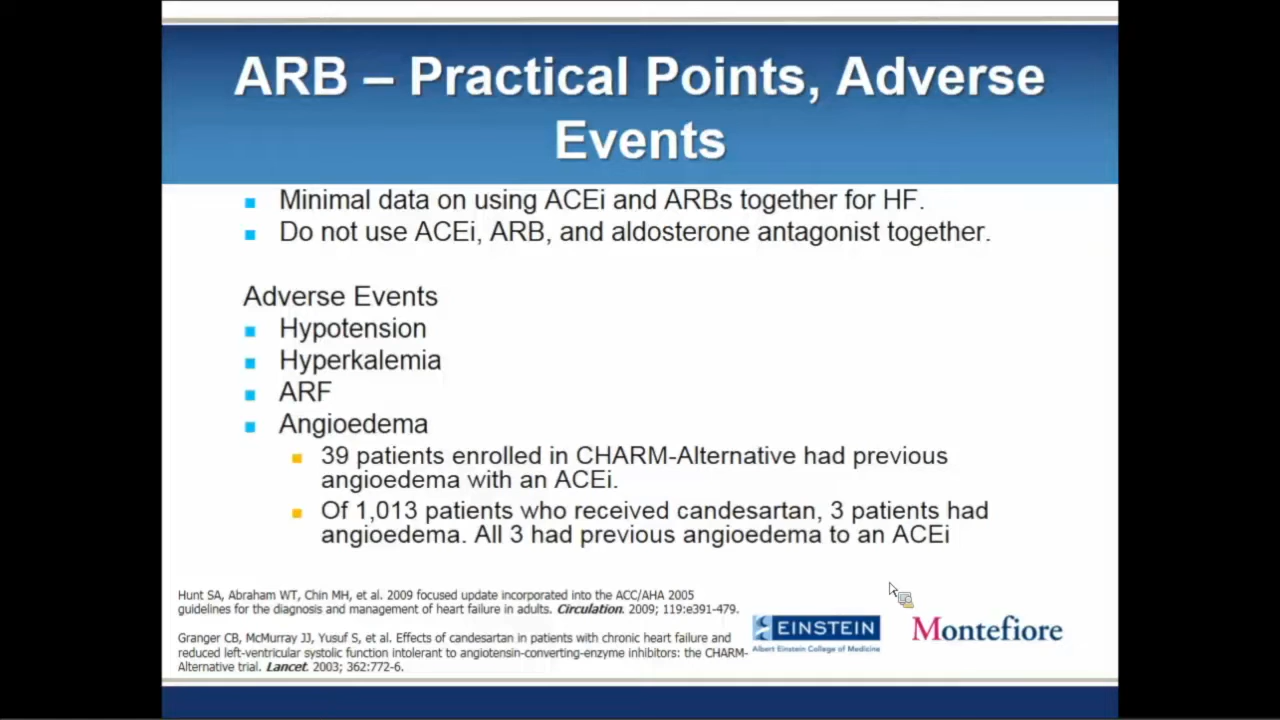 ARB – Practical Points, Adverse
Events
Minimal data on using ACEi and ARBs together for HF.
Do not use ACEi, ARB, and aldosterone antagonist together.
Adverse Events
Hypotension
Hyperkalemia
ARF
Angioedema
39 patients enrolled in CHARM-Alternative had previous
angioedema with an ACEi.
Of 1,013 patients who received candesartan, 3 patients had
angioedema. All 3 had previous angioedema to an ACEi
Hunt SA, Abraham WT, Chin MH, et al. 2009 focused update incorporated into the ACC/AHA 2005
guidelines for the diagnosis and management of heart failure in adults. Circulation. 2009; 119:e391-479.
Granger CB, McMurray JJ, Yusuf S, et al. Effects of candesartan in patients with chronic heart failure and
reduced left-ventricular systolic function intolerant to angiotensin-converting-enzyme inhibitors: the CHARM-
Alternative trial. Lancet. 2003; 362:772-6.
EINSTEIN
Albert Einstein College of Medicine
Montefiore